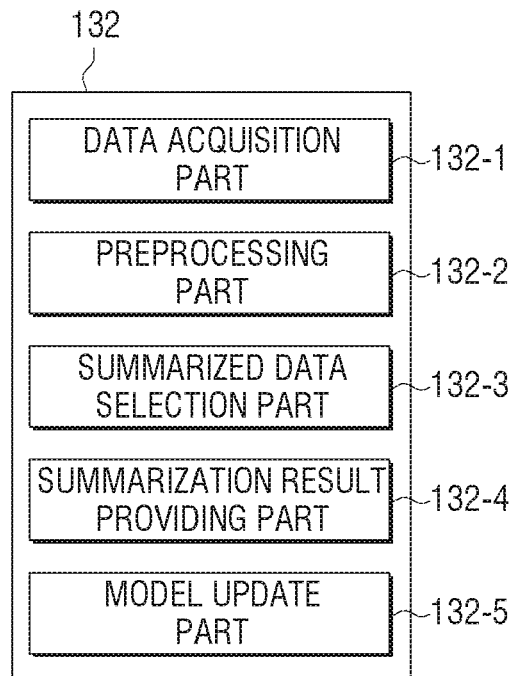 132
DATA ACQUISITION
PART
132-1
PREPROCESSING
PART
132-2
SUMMARIZED DATA
SELECTION PART
132-3
SUMMARIZATION RESULT
PROVIDING PART
132-4
MODEL UPDATE
PART
132-5